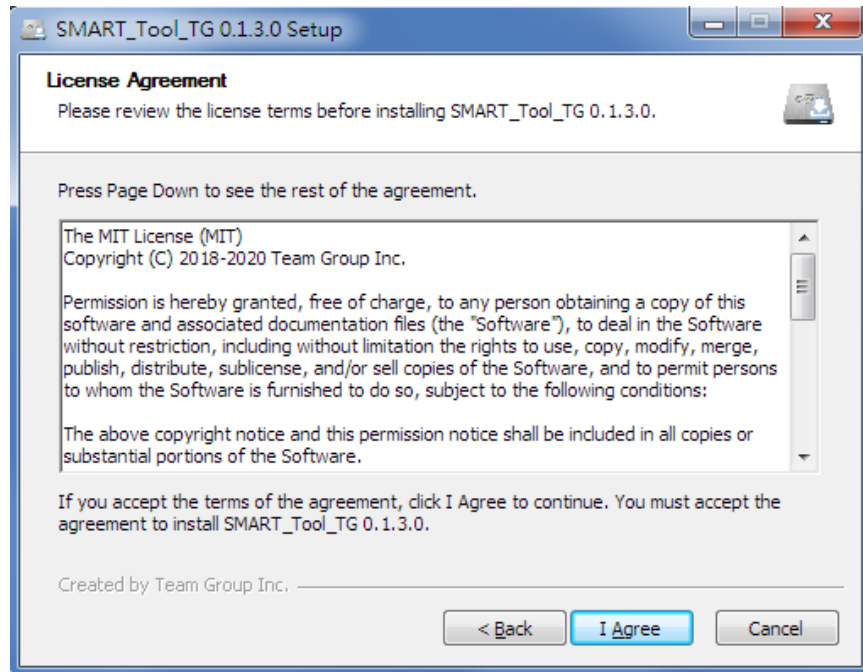 SMART_Tool_TG 0.1.3.0 Setup
License Agreement
Please review the license terms before installing SMART_Tool_TG 0.1.3.0.
Press Page Down to see the rest of the agreement.
The MIT License (MIT)
Copyright (C) 2018-2020 Team Group Inc.
Permission is hereby granted, free of charge, to any person obtaining a copy of this
software and associated documentation files (the "Software"), to deal in the Software
without restriction, including without limitation the rights to use, copy, modify, merge,
publish, distribute, sublicense, and/or sell copies of the Software, and to permit persons
to whom the Software is furnished to do so, subject to the following conditions:
The above copyright notice and this permission notice shall be included in all copies or
substantial portions of the Software.
If you accept the terms of the agreement, click I Agree to continue. You must accept the
agreement to install SMART_Tool_TG 0.1.3.0.
Created by Team Group Inc.
< Back
I Agree
Cancel